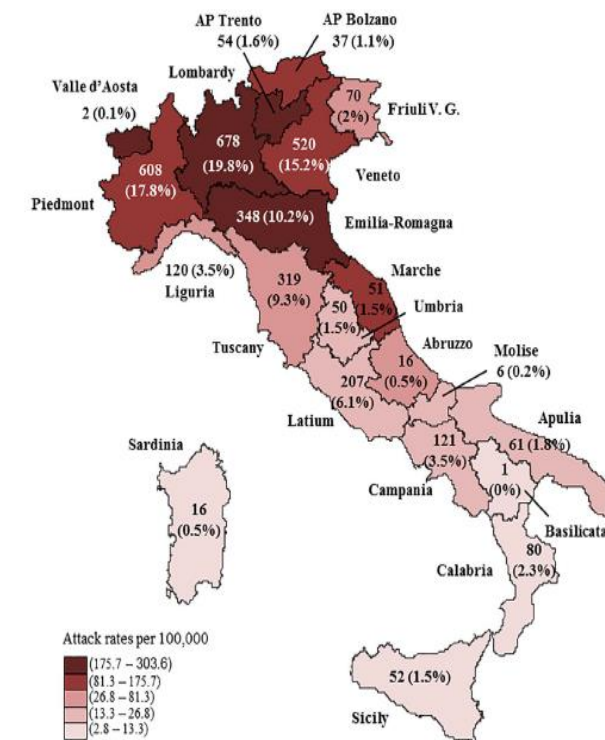 AP Trento
54 (1.6%)
AP Bolzano
37 (1.1%)
Lombardy
Valle d'Aosta
2 (0.1%)
70
(2%)
Friuli V. G.
678
(19.8%)
520
(15.2%)
Veneto
608
(17.8%)
Piedmont
348 (10.2%)
Emilia-Romagna
120 (3.5%)
Liguria
319
(9.3%)
Tuscany
Marche
51
(1.5%)
50
(1.5%)
Umbria
Abruzzo
16
(0.5%)
Molise
6 (0.2%)
207
(6.1%)
Latium
Apulia
61 (1.8%)
121
(3.5%)
Campania
1
(0%)
Basilicata
Sardinia
16
(0.5%)
80
(2.3%)
Calabria
52 (1.5%)
Sicily
Attack rates per 100,000
(175.7 – 303.6)
(81.3 – 175.7)
(26.8 – 81.3)
(13.3 – 26.8)
(2.8 – 13.3)